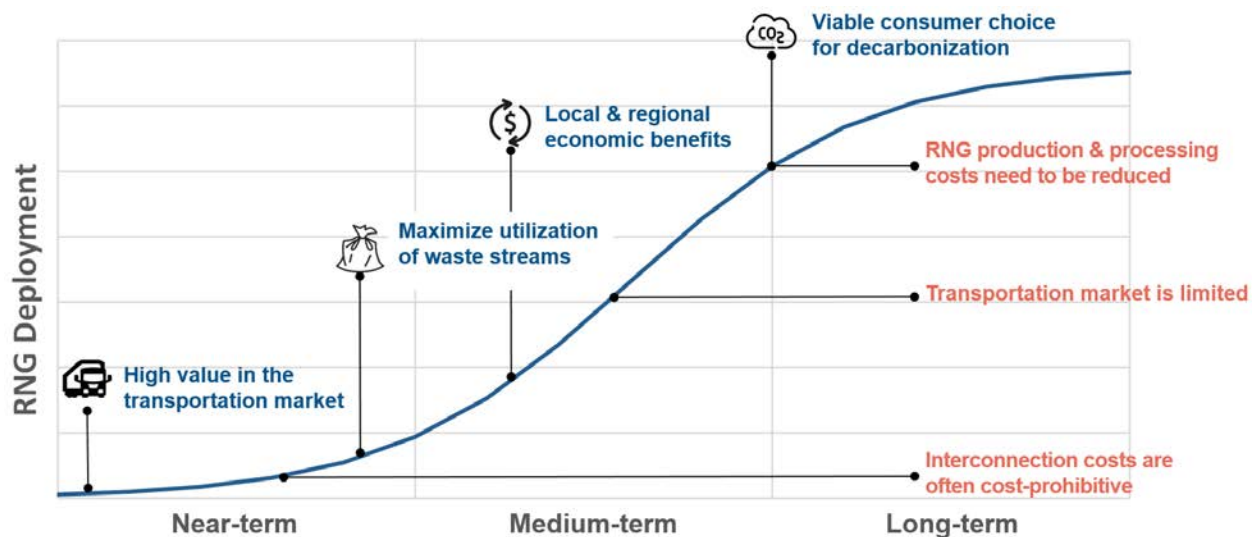 CO2
Viable consumer choice
for decarbonization
$
Local & regional
economic benefits
RNG production & processing
costs need to be reduced
Maximize utilization
of waste streams
Transportation market is limited
High value in the
transportation market
Interconnection costs are
often cost-prohibitive
RNG Deployment
Near-term
Medium-term
Long-term